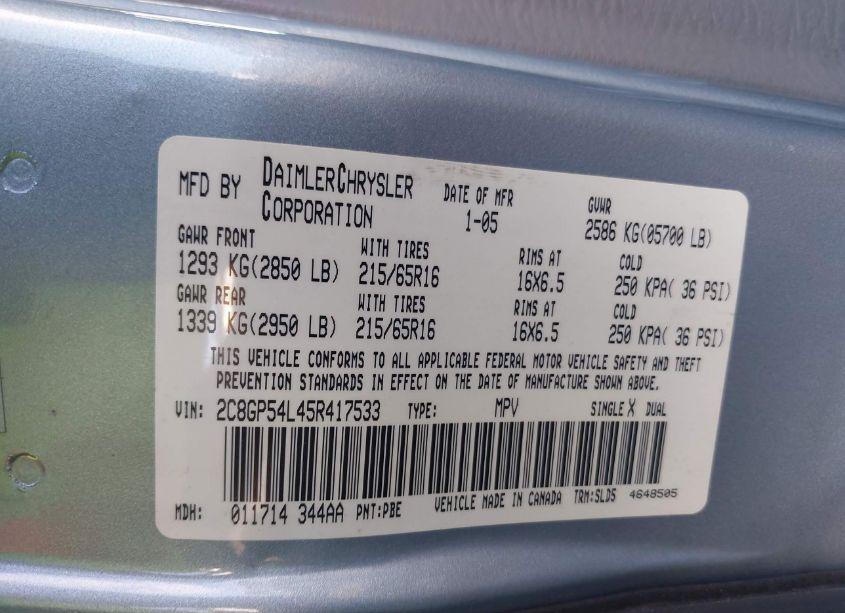 MFD BY DAIMLERCHRYSLER CORPORATION DATE OF MFR 1-05 GVWR 2586 KG(05700 LB)
GAWR FRONT WITH TIRES RIMS AT COLD
1293 KG(2850 LB) 215/65R16 16X6.5 250 KPA( 36 PSI)
GAWR REAR WITH TIRES RIMS AT COLD
1339 KG(2950 LB) 215/65R16 16X6.5 250 KPA( 36 PSI)
THIS VEHICLE CONFORMS TO ALL APPLICABLE FEDERAL MOTOR VEHICLE SAFETY AND THEFT
PREVENTION STANDARDS IN EFFECT ON THE DATE OF MANUFACTURE SHOWN ABOVE.
VIN: 2C8GP54L45R417533 TYPE: MPV SINGLE X DUAL
MDH: 011714 344AA PNT:PBE VEHICLE MADE IN CANADA TRM:SLD5 4648505